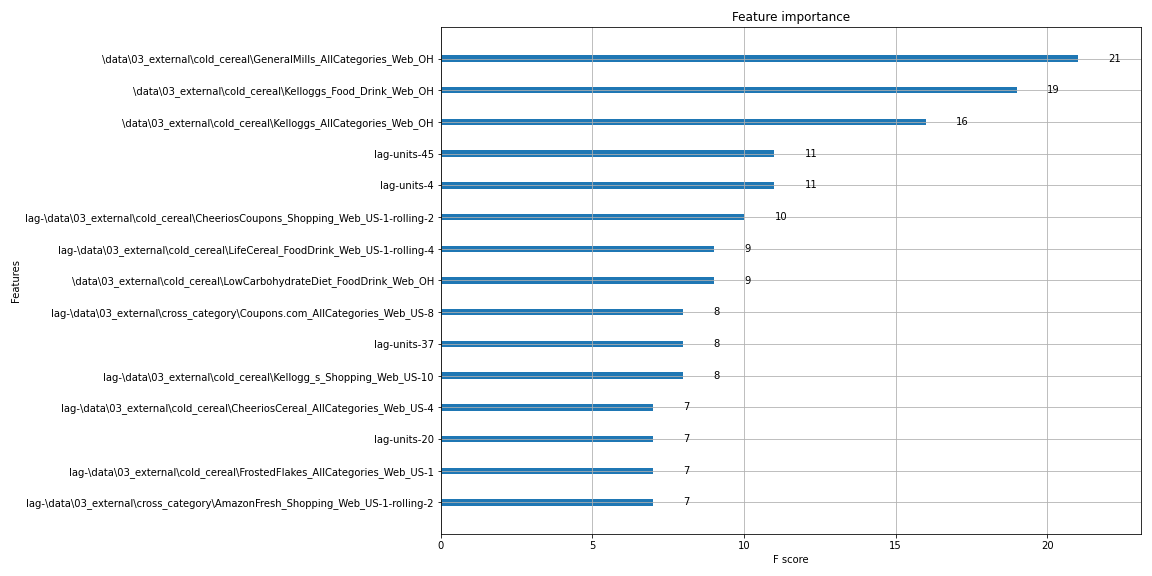 Feature importance
\data\03_external\cold_cereal\GeneralMills_AllCategories_Web_OH 21
\data\03_external\cold_cereal\Kelloggs_Food_Drink_Web_OH 19
\data\03_external\cold_cereal\Kelloggs_AllCategories_Web_OH 16
lag-units-45 11
lag-units-4 11
lag-\data\03_external\cold_cereal\CheeriosCoupons_Shopping_Web_US-1-rolling-2 10
lag-\data\03_external\cold_cereal\LifeCereal_FoodDrink_Web_US-1-rolling-4 9
\data\03_external\cold_cereal\LowCarbohydrateDiet_FoodDrink_Web_OH 9
lag-\data\03_external\cross_category\Coupons.com_AllCategories_Web_US-8 8
lag-units-37 8
lag-\data\03_external\cold_cereal\Kellogg_s_Shopping_Web_US-10 8
lag-\data\03_external\cold_cereal\CheeriosCereal_AllCategories_Web_US-4 7
lag-units-20 7
lag-\data\03_external\cold_cereal\FrostedFlakes_AllCategories_Web_US-1 7
lag-\data\03_external\cross_category\AmazonFresh_Shopping_Web_US-1-rolling-2 7
Features
0 5 10 15 20
F score